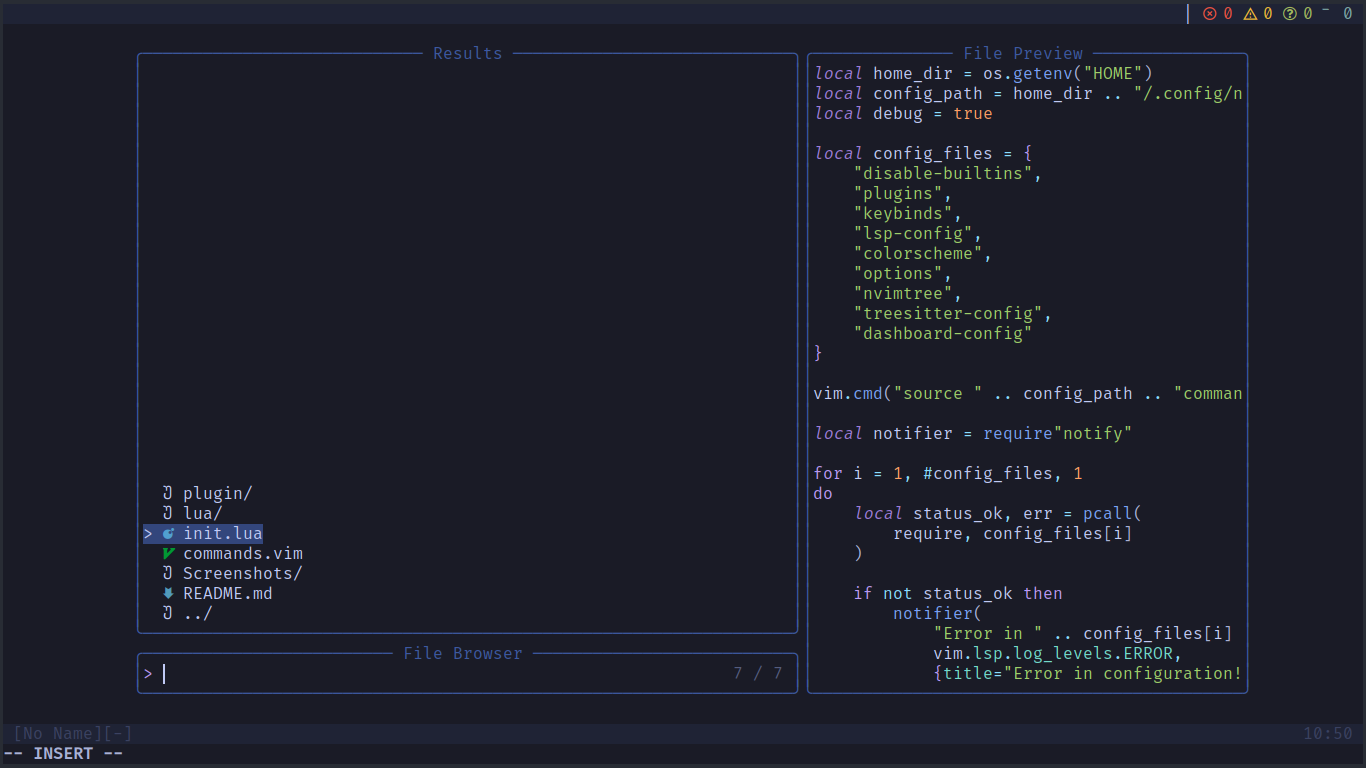 0 0 0 0
Results
plugin/
lua/
> init.lua
commands.vim
Screenshots/
README.md
../
File Browser
> 7 / 7
File Preview
local home_dir = os.getenv("HOME")
local config_path = home_dir .. "/.config/n
local debug = true
local config_files = {
    "disable-builtins",
    "plugins",
    "keybinds",
    "lsp-config",
    "colorscheme",
    "options",
    "nvimtree",
    "treesitter-config",
    "dashboard-config"
}
vim.cmd("source " .. config_path .. "comman
local notifier = require"notify"
for i = 1, #config_files, 1
do
    local status_ok, err = pcall(
        require, config_files[i]
    )
    if not status_ok then
        notifier(
            "Error in " .. config_files[i]
            vim.lsp.log_levels.ERROR,
            {title="Error in configuration!
[No Name][-] 10:50
-- INSERT --